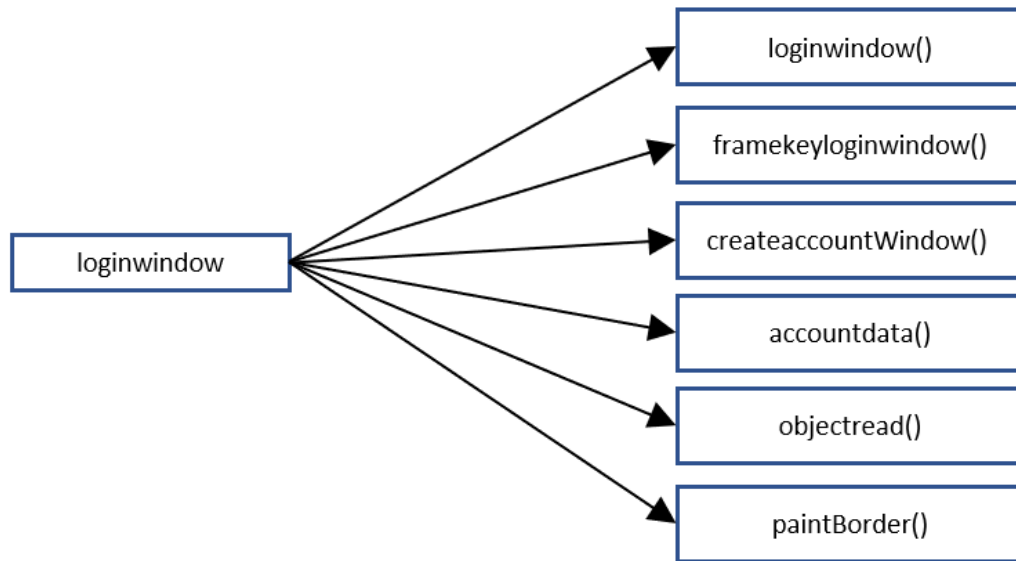 loginwindow
loginwindow()
framekeyloginwindow()
createaccountWindow()
accountdata()
objectread()
paintBorder()